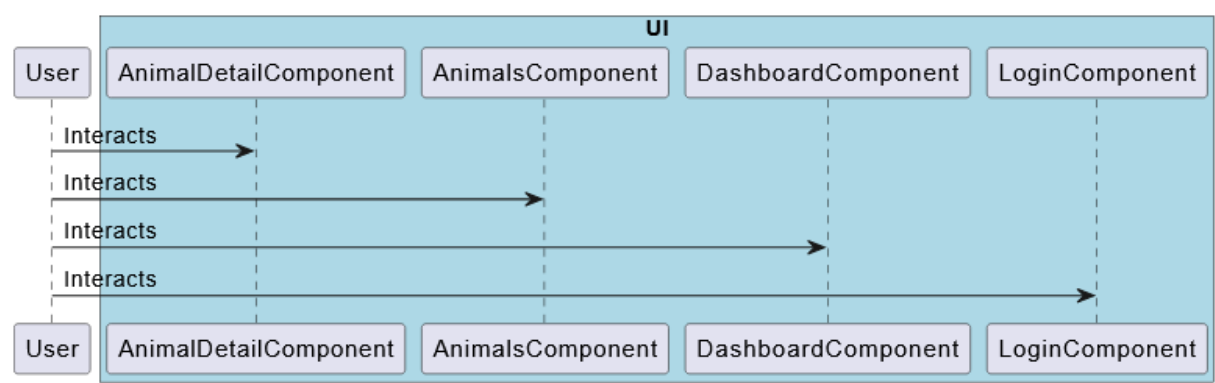 UI
User AnimalDetailComponent AnimalsComponent DashboardComponent LoginComponent
Interacts
Interacts
Interacts
Interacts
User AnimalDetailComponent AnimalsComponent DashboardComponent LoginComponent